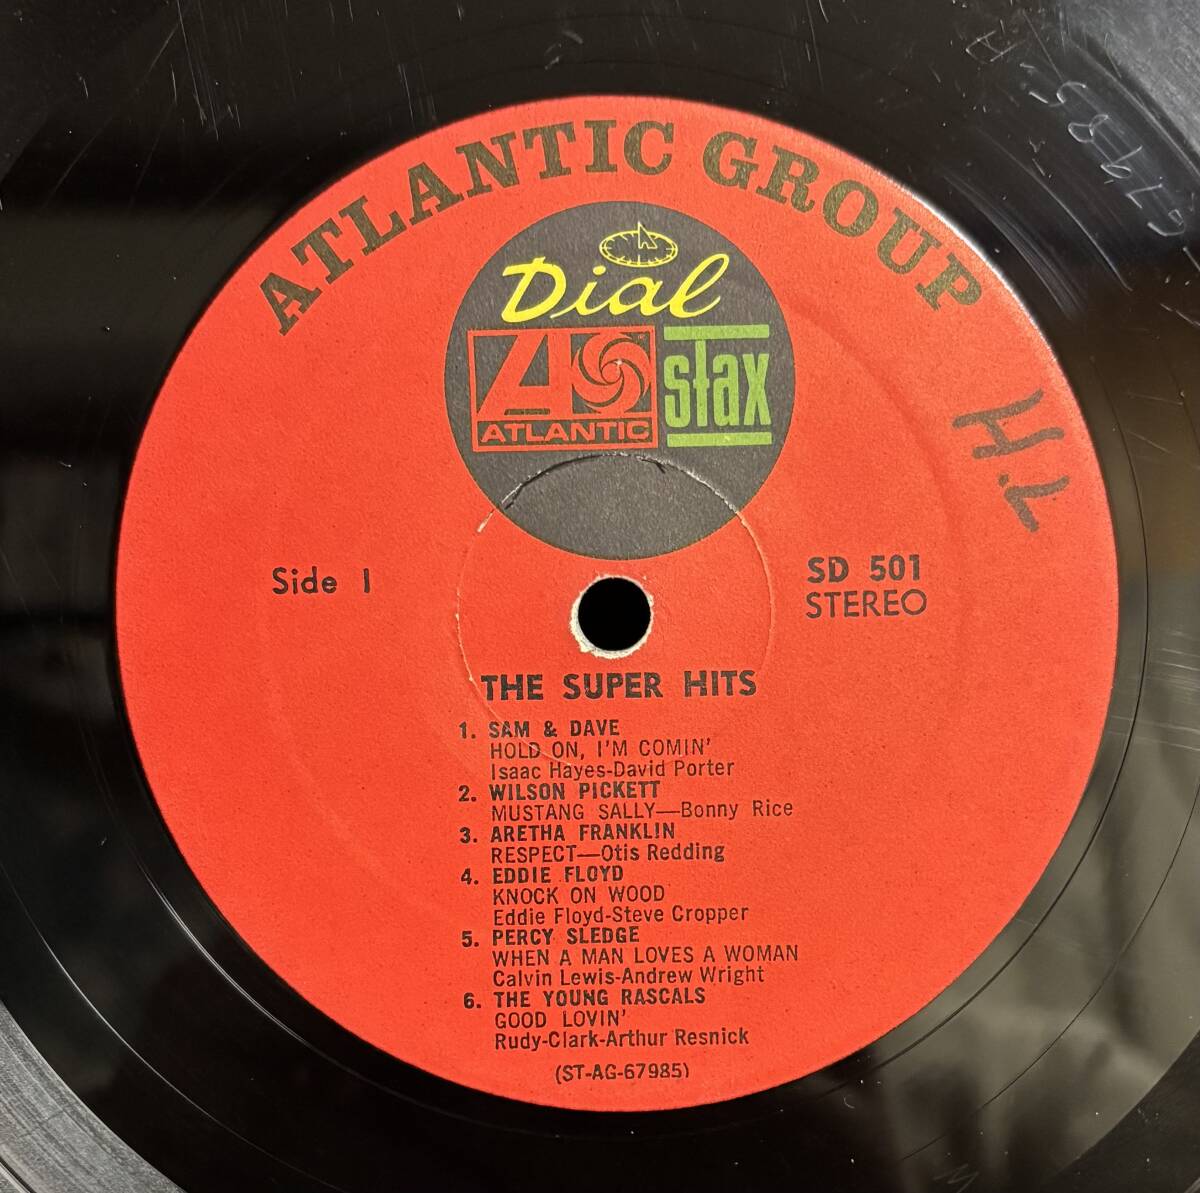 ATLANTIC GROUP
Dial
ATLANTIC
stax
H.L
Side 1
SD 501
STEREO
THE SUPER HITS
1. SAM & DAVE
HOLD ON, I'M COMIN'
Isaac Hayes-David Porter
2. WILSON PICKETT
MUSTANG SALLY—Bonny Rice
3. ARETHA FRANKLIN
RESPECT—Otis Redding
4. EDDIE FLOYD
KNOCK ON WOOD
Eddie Floyd-Steve Cropper
5. PERCY SLEDGE
WHEN A MAN LOVES A WOMAN
Calvin Lewis-Andrew Wright
6. THE YOUNG RASCALS
GOOD LOVIN'
Rudy-Clark-Arthur Resnick
(ST-AG-67985)